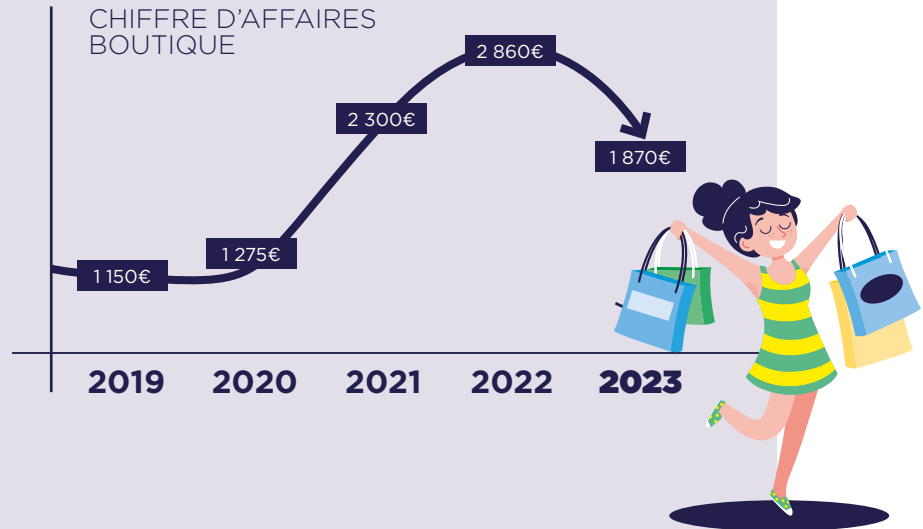 CHIFFRE D'AFFAIRES
BOUTIQUE
2 860€
2 300€
1 870€
1 275€
1 150€
2019 2020 2021 2022 2023